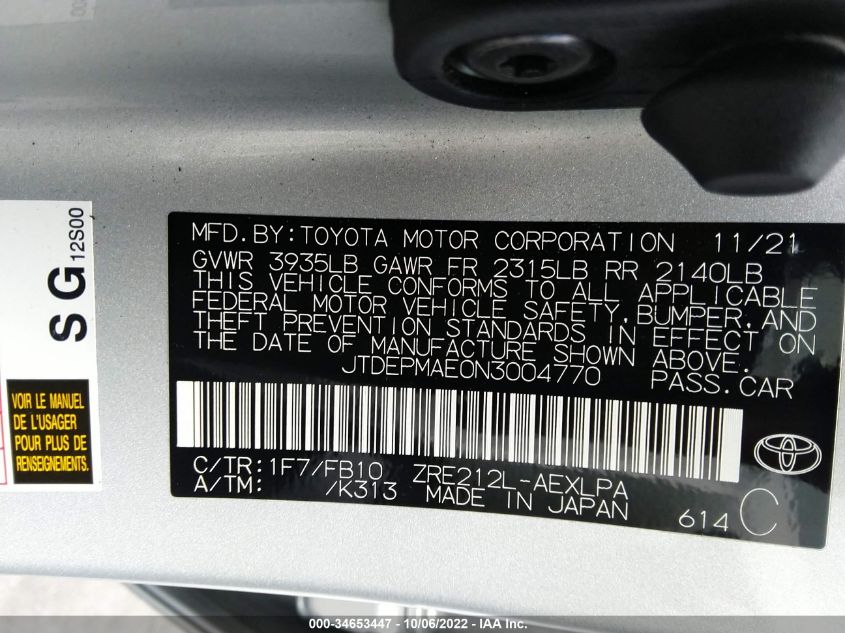 SG 12S00
VOIR LE MANUEL
DE L'USAGER
POUR PLUS DE
RENSEIGNEMENTS.
MFD.BY:TOYOTA MOTOR CORPORATION 11/21
GVWR 3935LB GAWR FR 2315LB RR 2140LB
THIS VEHICLE CONFORMS TO ALL APPLICABLE
FEDERAL MOTOR VEHICLE SAFETY,BUMPER,AND
THEFT PREVENTION STANDARDS IN EFFECT ON
THE DATE OF MANUFACTURE SHOWN ABOVE.
JTDEPMAE0N3004770 PASS.CAR
C/TR:1F7/FB10 ZRE212L-AEXLPA
A/TM: /K313 MADE IN JAPAN
614 C
000-34653447 - 10/06/2022 - IAA Inc.